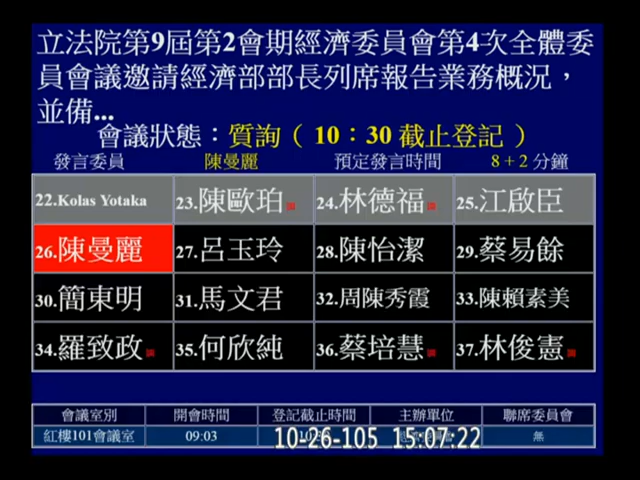 立法院第9屆第2會期經濟委員會第4次全體委
員會議邀請經濟部部長列席報告業務概況，
並備...
會議狀態：質詢（10：30 截止登記）
發言委員 陳曼麗 預定發言時間 8 + 2 分鐘
22.Kolas Yotaka 23.陳歐珀 24.林德福 25.江啟臣
26.陳曼麗 27.呂玉玲 28.陳怡潔 29.蔡易餘
30.簡東明 31.馬文君 32.周陳秀霞 33.陳賴素美
34.羅致政 35.何欣純 36.蔡培慧 37.林俊憲
會議室別 開會時間 登記截止時間 主辦單位 聯席委員會
紅樓101會議室 09:03 無
10-26-105 15:07:22